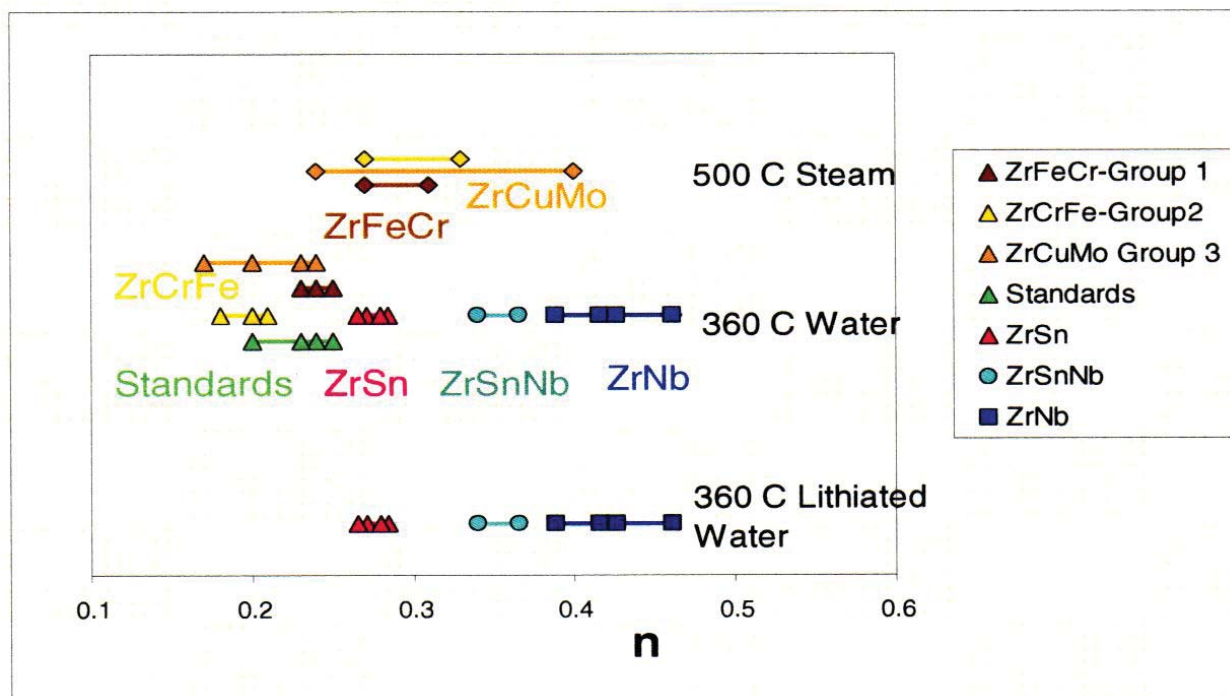 500 C Steam
ZrCuMo
ZrFeCr
ZrCrFe
360 C Water
Standards ZrSn ZrSnNb ZrNb
360 C Lithiated
Water
0.1 0.2 0.3 0.4 0.5 0.6
n
ZrFeCr-Group 1
ZrCrFe-Group2
ZrCuMo Group 3
Standards
ZrSn
ZrSnNb
ZrNb